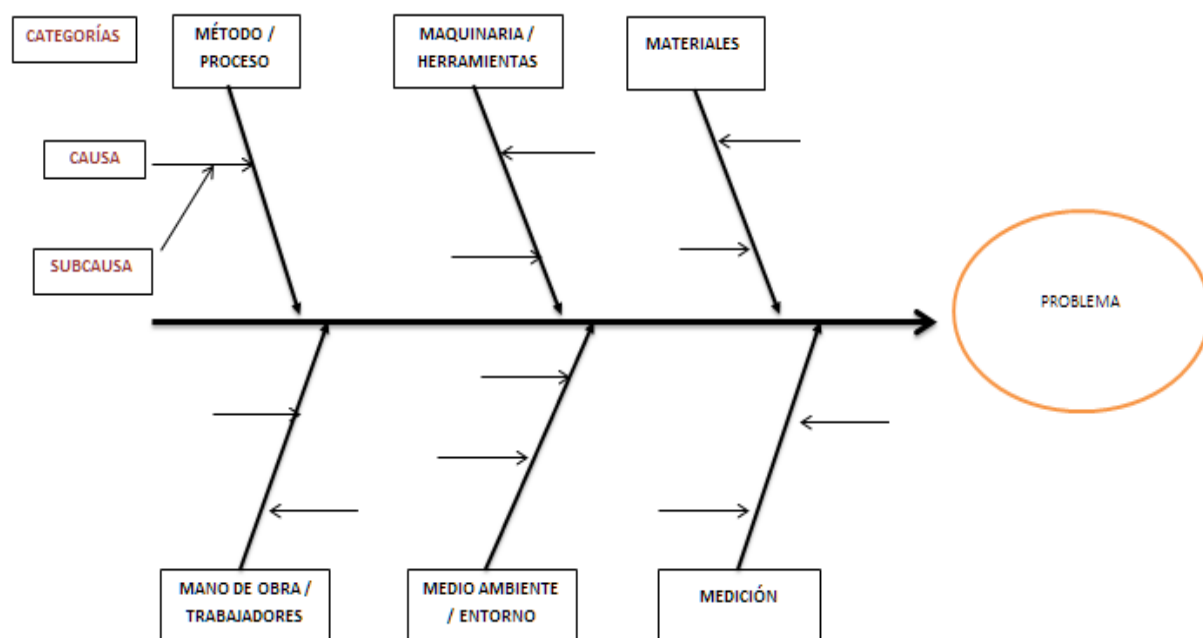 CATEGORÍAS
MÉTODO /
PROCESO
MAQUINARIA /
HERRAMIENTAS
MATERIALES
CAUSA
SUBCAUSA
PROBLEMA
MANO DE OBRA /
TRABAJADORES
MEDIO AMBIENTE
/ ENTORNO
MEDICIÓN